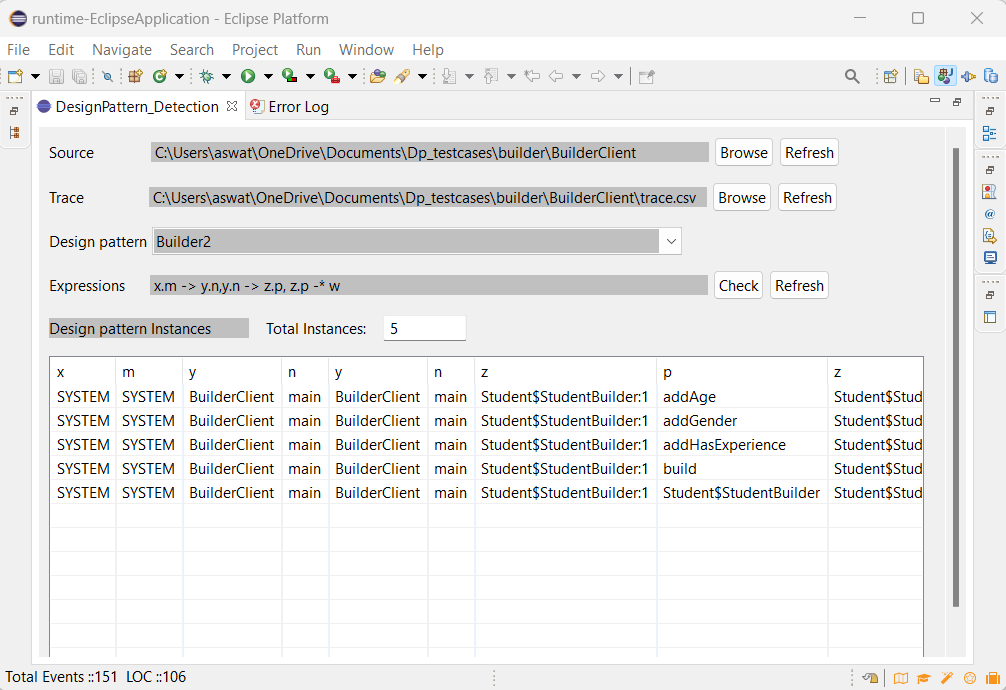 runtime-EclipseApplication - Eclipse Platform
File Edit Navigate Search Project Run Window Help
DesignPattern_Detection Error Log
Source C:\Users\aswat\OneDrive\Documents\Dp_testcases\builder\BuilderClient Browse Refresh
Trace C:\Users\aswat\OneDrive\Documents\Dp_testcases\builder\BuilderClient\trace.csv Browse Refresh
Design pattern Builder2
Expressions x.m -> y.n,y.n -> z.p, z.p -* w Check Refresh
Design pattern Instances Total Instances: 5
x m y n y n z p z
SYSTEM SYSTEM BuilderClient main BuilderClient main Student$StudentBuilder:1 addAge Student$Stud
SYSTEM SYSTEM BuilderClient main BuilderClient main Student$StudentBuilder:1 addGender Student$Stud
SYSTEM SYSTEM BuilderClient main BuilderClient main Student$StudentBuilder:1 addHasExperience Student$Stud
SYSTEM SYSTEM BuilderClient main BuilderClient main Student$StudentBuilder:1 build Student$Stud
SYSTEM SYSTEM BuilderClient main BuilderClient main Student$StudentBuilder:1 Student$StudentBuilder Student$Stud
Total Events ::151 LOC ::106